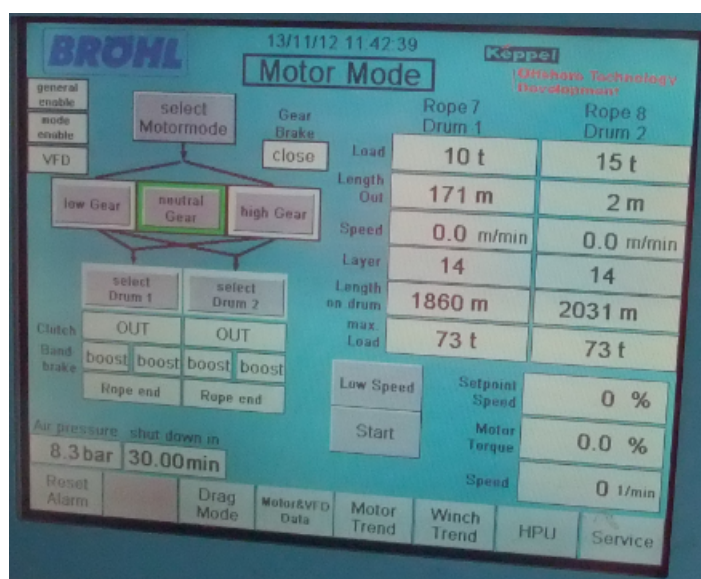 BRÖHL
13/11/12 11.42:39
Keppel
Offshore Technology
Development
Motor Mode
general
enable
mode
enable
VFD
select
Motormode
Gear
Brake
close
Rope 7
Drum 1
Rope 8
Drum 2
Load 10 t 15 t
low Gear
neutral
Gear
high Gear
Length
Out 171 m 2 m
Speed 0.0 m/min 0.0 m/min
Layer 14 14
select
Drum 1
select
Drum 2
Length
on drum 1860 m 2031 m
Clutch OUT OUT
max.
Load 73 t 73 t
Band
brake boost boost boost boost
Rope end Rope end
Low Speed
Setpoint
Speed 0 %
Start
Motor
Torque 0.0 %
Air pressure shut down in
8.3bar 30.00min
Speed 0 1/min
Reset
Alarm
Drag
Mode
Motor&VFD
Data
Motor
Trend
Winch
Trend
HPU
Service